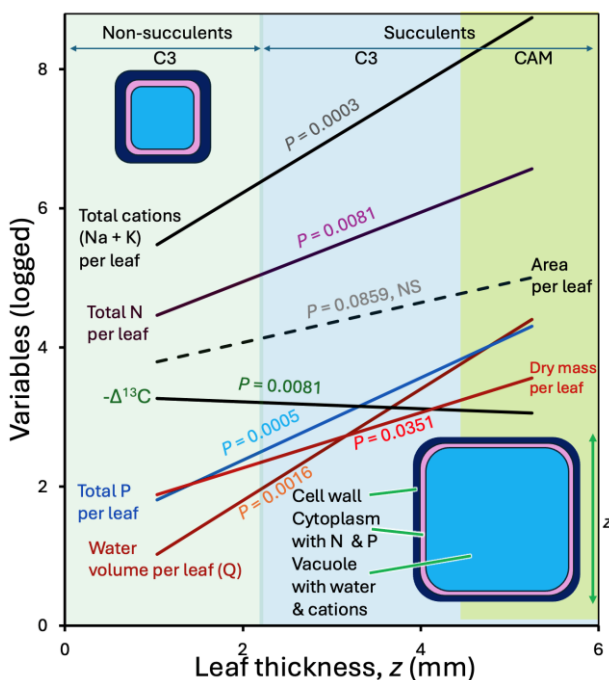 Non-succulents
Succulents
C3
C3
CAM
8
6
4
2
0
Variables (logged)
P = 0.0003
Total cations
(Na + K)
per leaf
P = 0.0081
Total N
per leaf
P = 0.0859, NS
Area
per leaf
-Δ¹³C
P = 0.0081
Dry mass
per leaf
P = 0.0005
P = 0.0351
Total P
per leaf
P = 0.0016
Water
volume per leaf (Q)
Cell wall
Cytoplasm
with N & P
Vacuole
with water
& cations
z
0
2
4
6
Leaf thickness, z (mm)